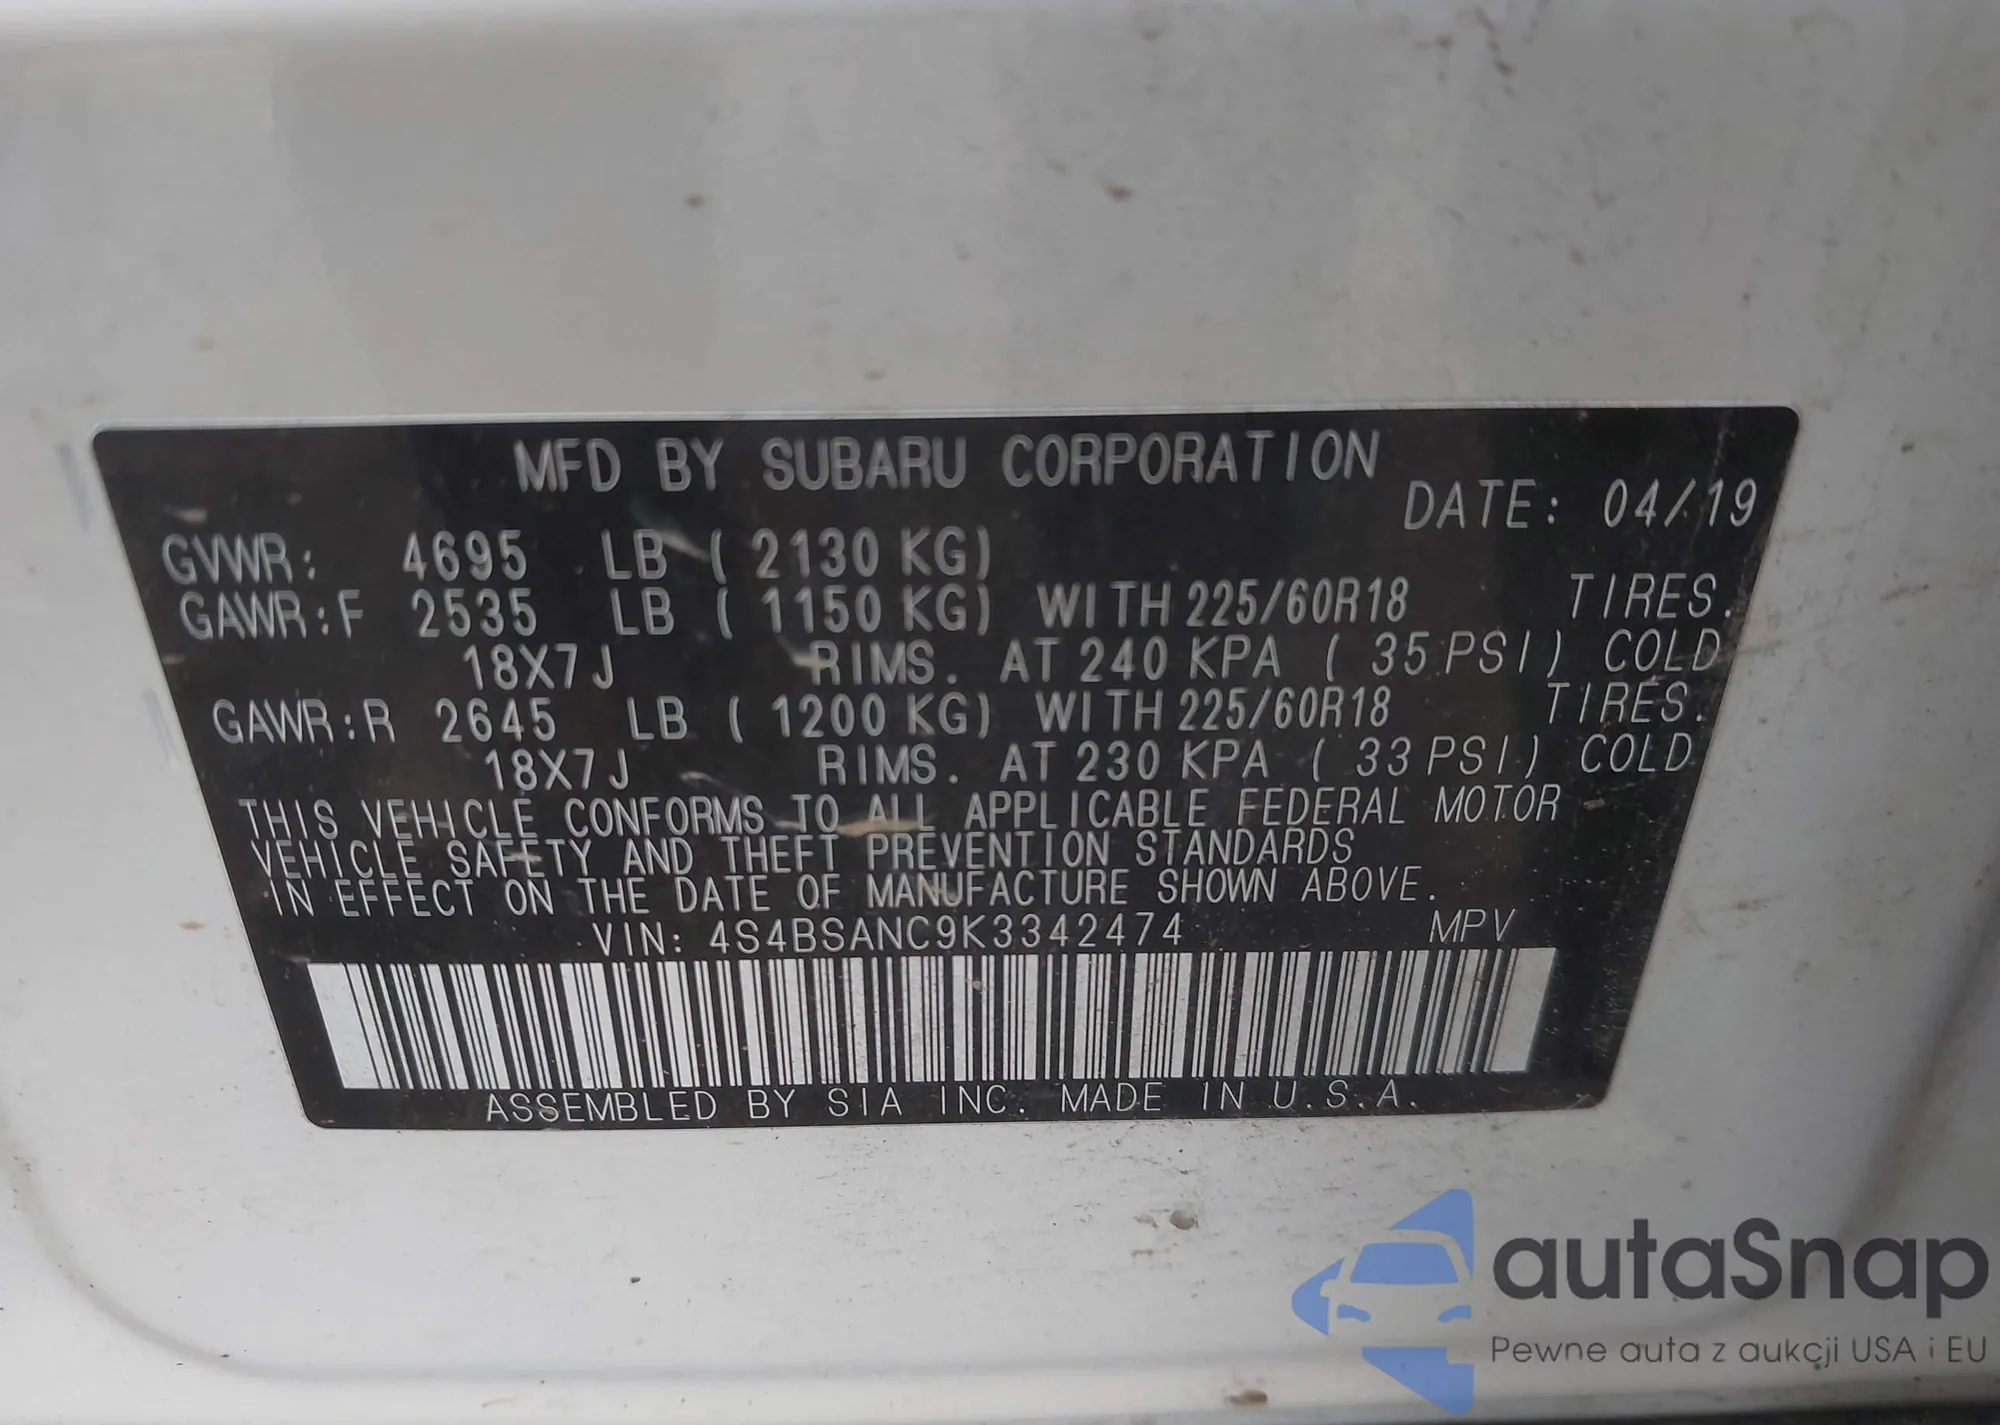 MFD BY SUBARU CORPORATION
DATE: 04/19
GVWR: 4695 LB ( 2130 KG)
GAWR:F 2535 LB ( 1150 KG) WITH 225/60R18 TIRES.
18X7J RIMS. AT 240 KPA ( 35 PSI) COLD
GAWR:R 2645 LB ( 1200 KG) WITH 225/60R18 TIRES.
18X7J RIMS. AT 230 KPA ( 33 PSI) COLD
THIS VEHICLE CONFORMS TO ALL APPLICABLE FEDERAL MOTOR
VEHICLE SAFETY AND THEFT PREVENTION STANDARDS
IN EFFECT ON THE DATE OF MANUFACTURE SHOWN ABOVE.
VIN: 4S4BSANC9K3342474 MPV
ASSEMBLED BY SIA INC. MADE IN U.S.A.
autaSnap
Pewne auta z aukcji USA i EU